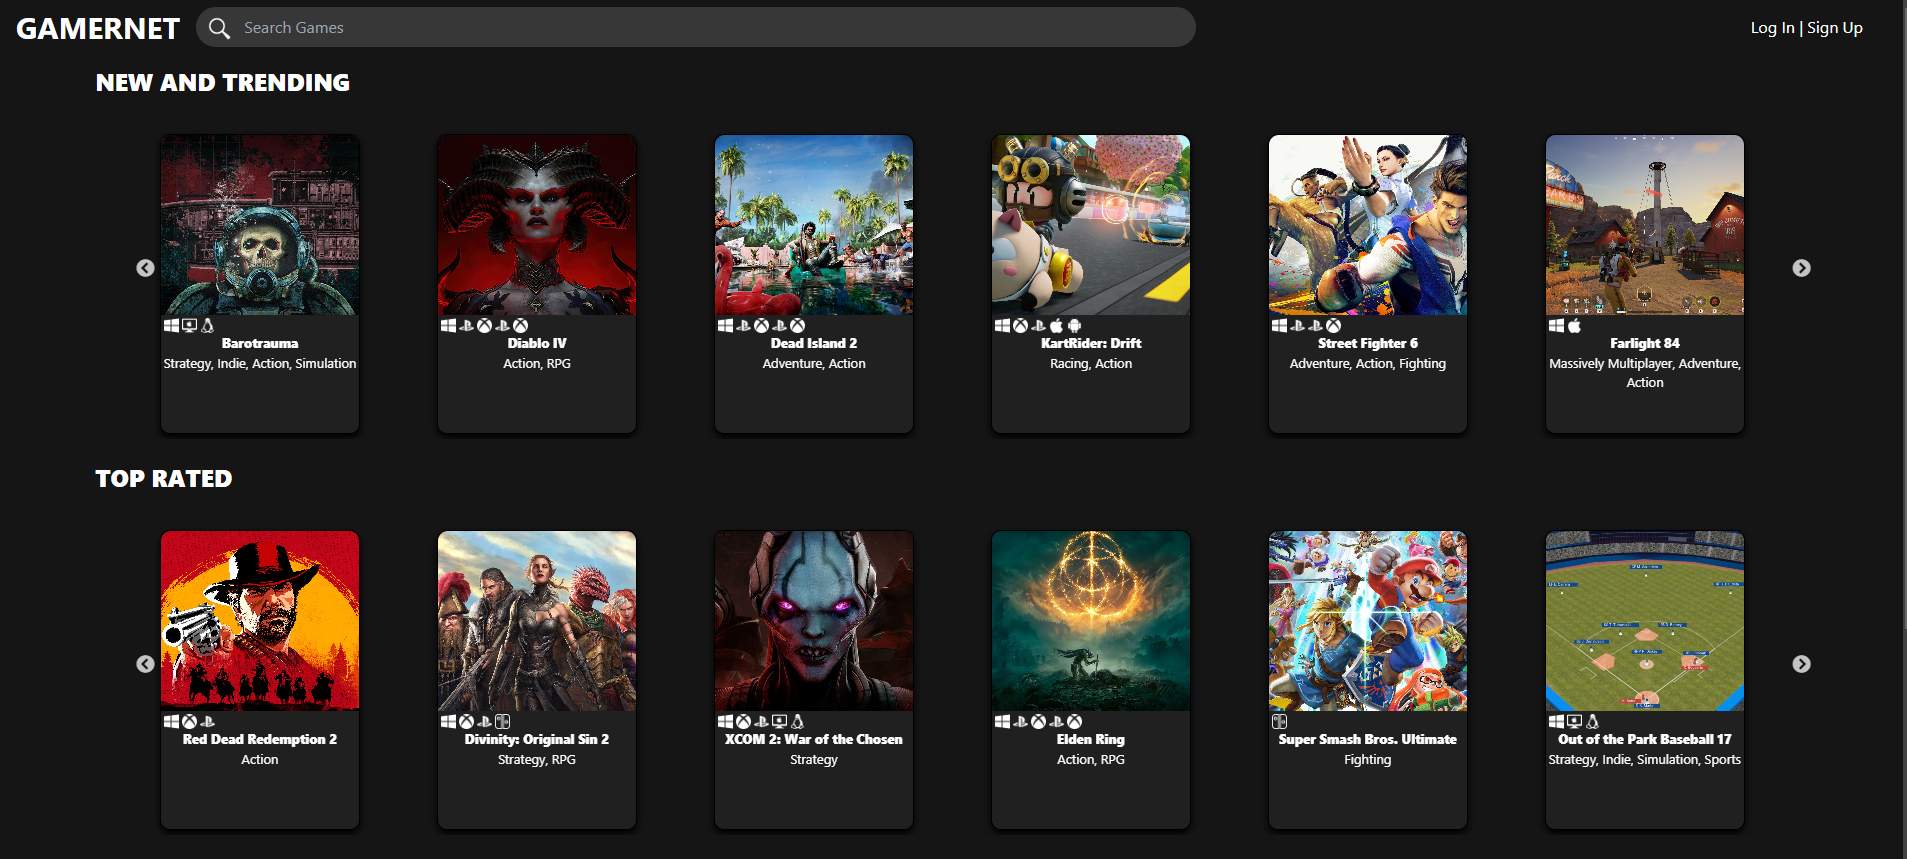 GAMERNET
Search Games
Log In | Sign Up
NEW AND TRENDING
Barotrauma
Strategy, Indie, Action, Simulation
Diablo IV
Action, RPG
Dead Island 2
Adventure, Action
KartRider: Drift
Racing, Action
Street Fighter 6
Adventure, Action, Fighting
Farlight 84
Massively Multiplayer, Adventure,
Action
TOP RATED
Red Dead Redemption 2
Action
Divinity: Original Sin 2
Strategy, RPG
XCOM 2: War of the Chosen
Strategy
Elden Ring
Action, RPG
Super Smash Bros. Ultimate
Fighting
Out of the Park Baseball 17
Strategy, Indie, Simulation, Sports